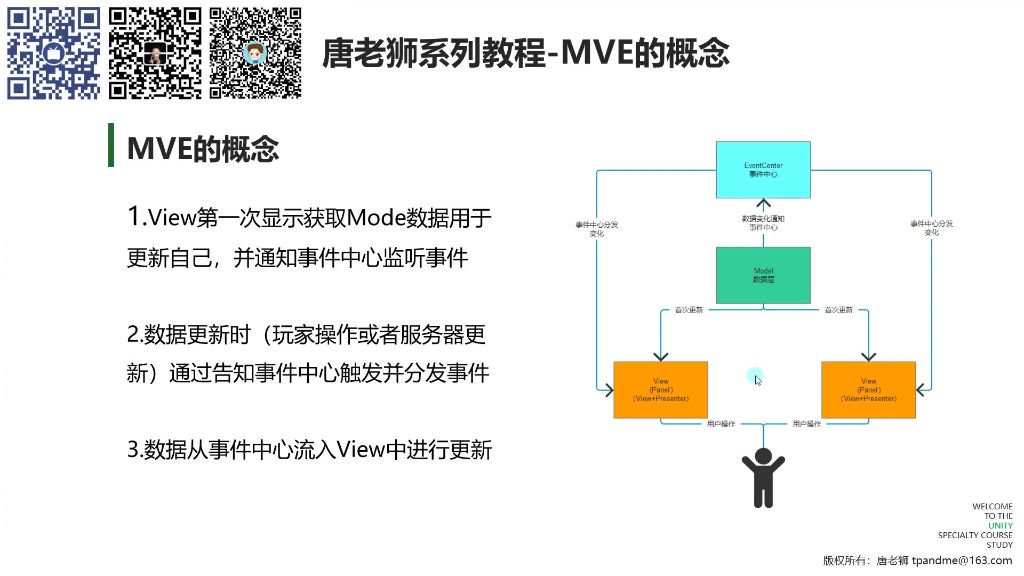 唐老狮系列教程-MVE的概念
MVE的概念
1.View第一次显示获取Mode数据用于
更新自己，并通知事件中心监听事件
2.数据更新时（玩家操作或者服务器更
新）通过告知事件中心触发并分发事件
3.数据从事件中心流入View中进行更新
EventCenter
事件中心
事件中心分发
变化
数据变化通知
事件中心
事件中心分发
变化
Model
数据层
首次更新
首次更新
View
(Panel)
(View+Presenter)
View
(Panel)
(View+Presenter)
用户操作
用户操作
WELCOME
TO THE
UNITY
SPECIALTY COURSE
STUDY
版权所有：唐老狮 tpandme@163.com